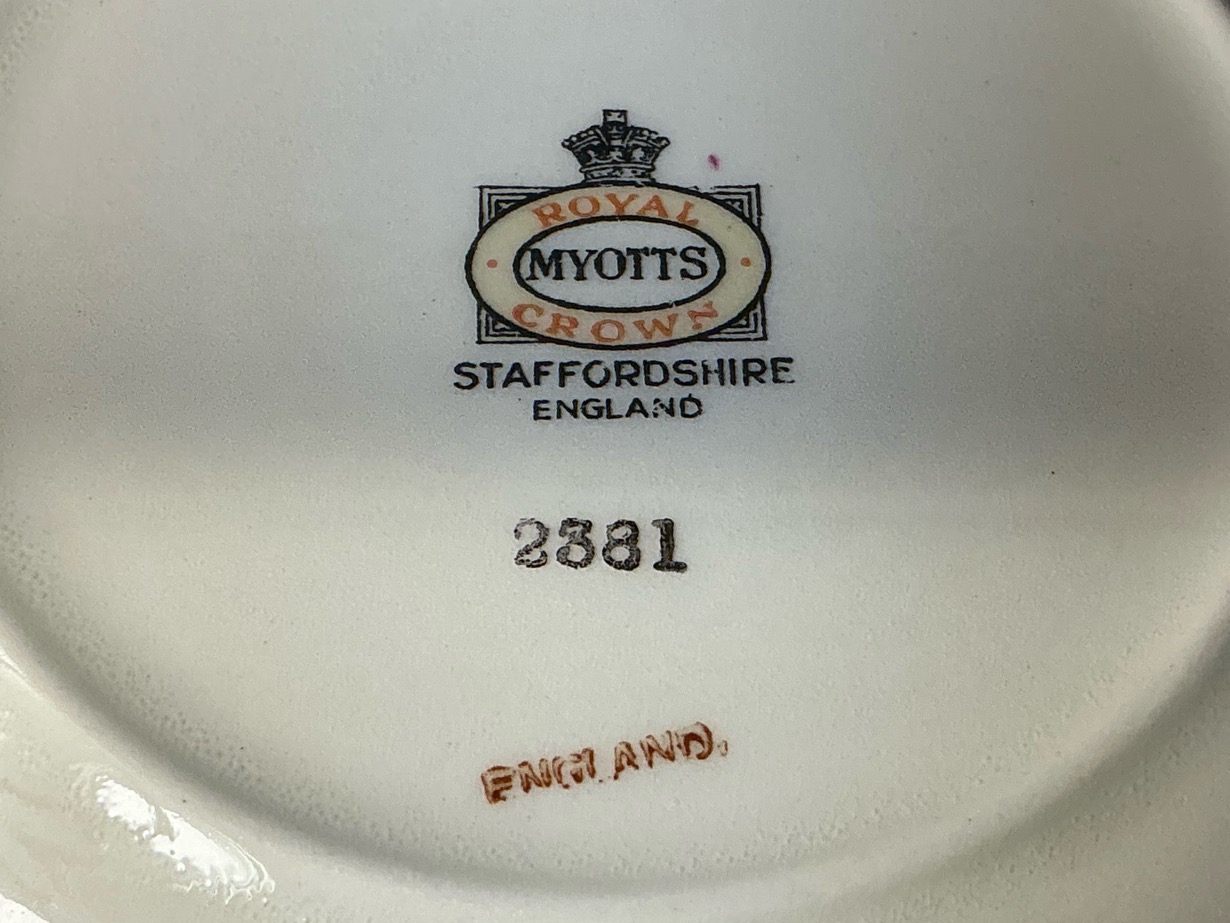 ROYAL
MYOTTS
CROWN
STAFFORDSHIRE
ENGLAND
2381
ENGLAND.